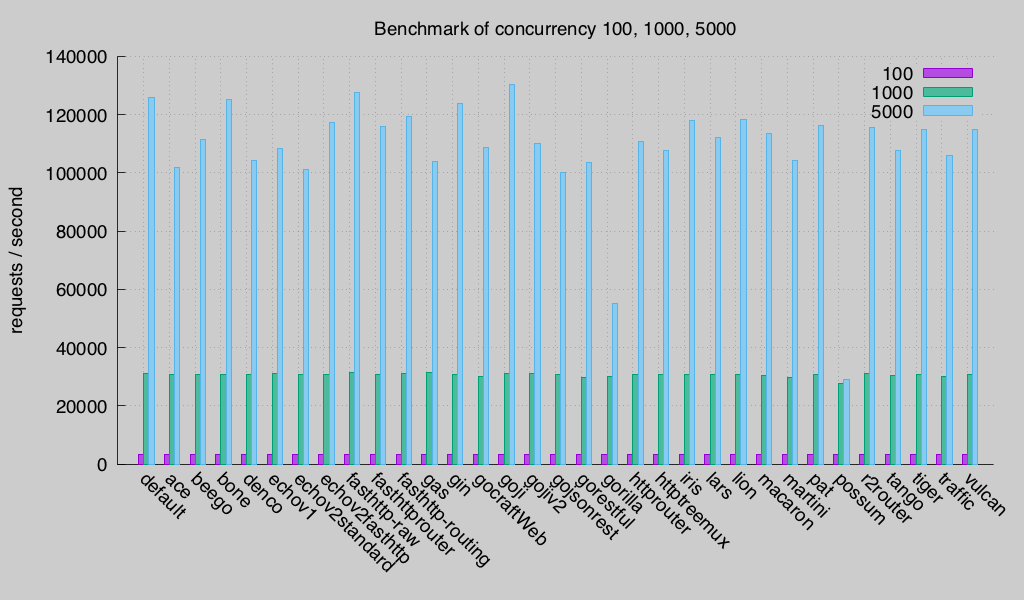 Benchmark of concurrency 100, 1000, 5000
140000
120000
100000
80000
60000
40000
20000
0
requests / second
100
1000
5000
default
ace
beego
bone
denco
echov1
echov2standard
echov2fasthttp
fasthttp-raw
fasthttprouter
fasthttp-routing
gas
gin
gocraftWeb
goji
gojiv2
gojsonrest
gorestful
gorilla
httprouter
httptreemux
iris
lars
lion
macaron
martini
pat
possum
r2router
tango
tiger
traffic
vulcan